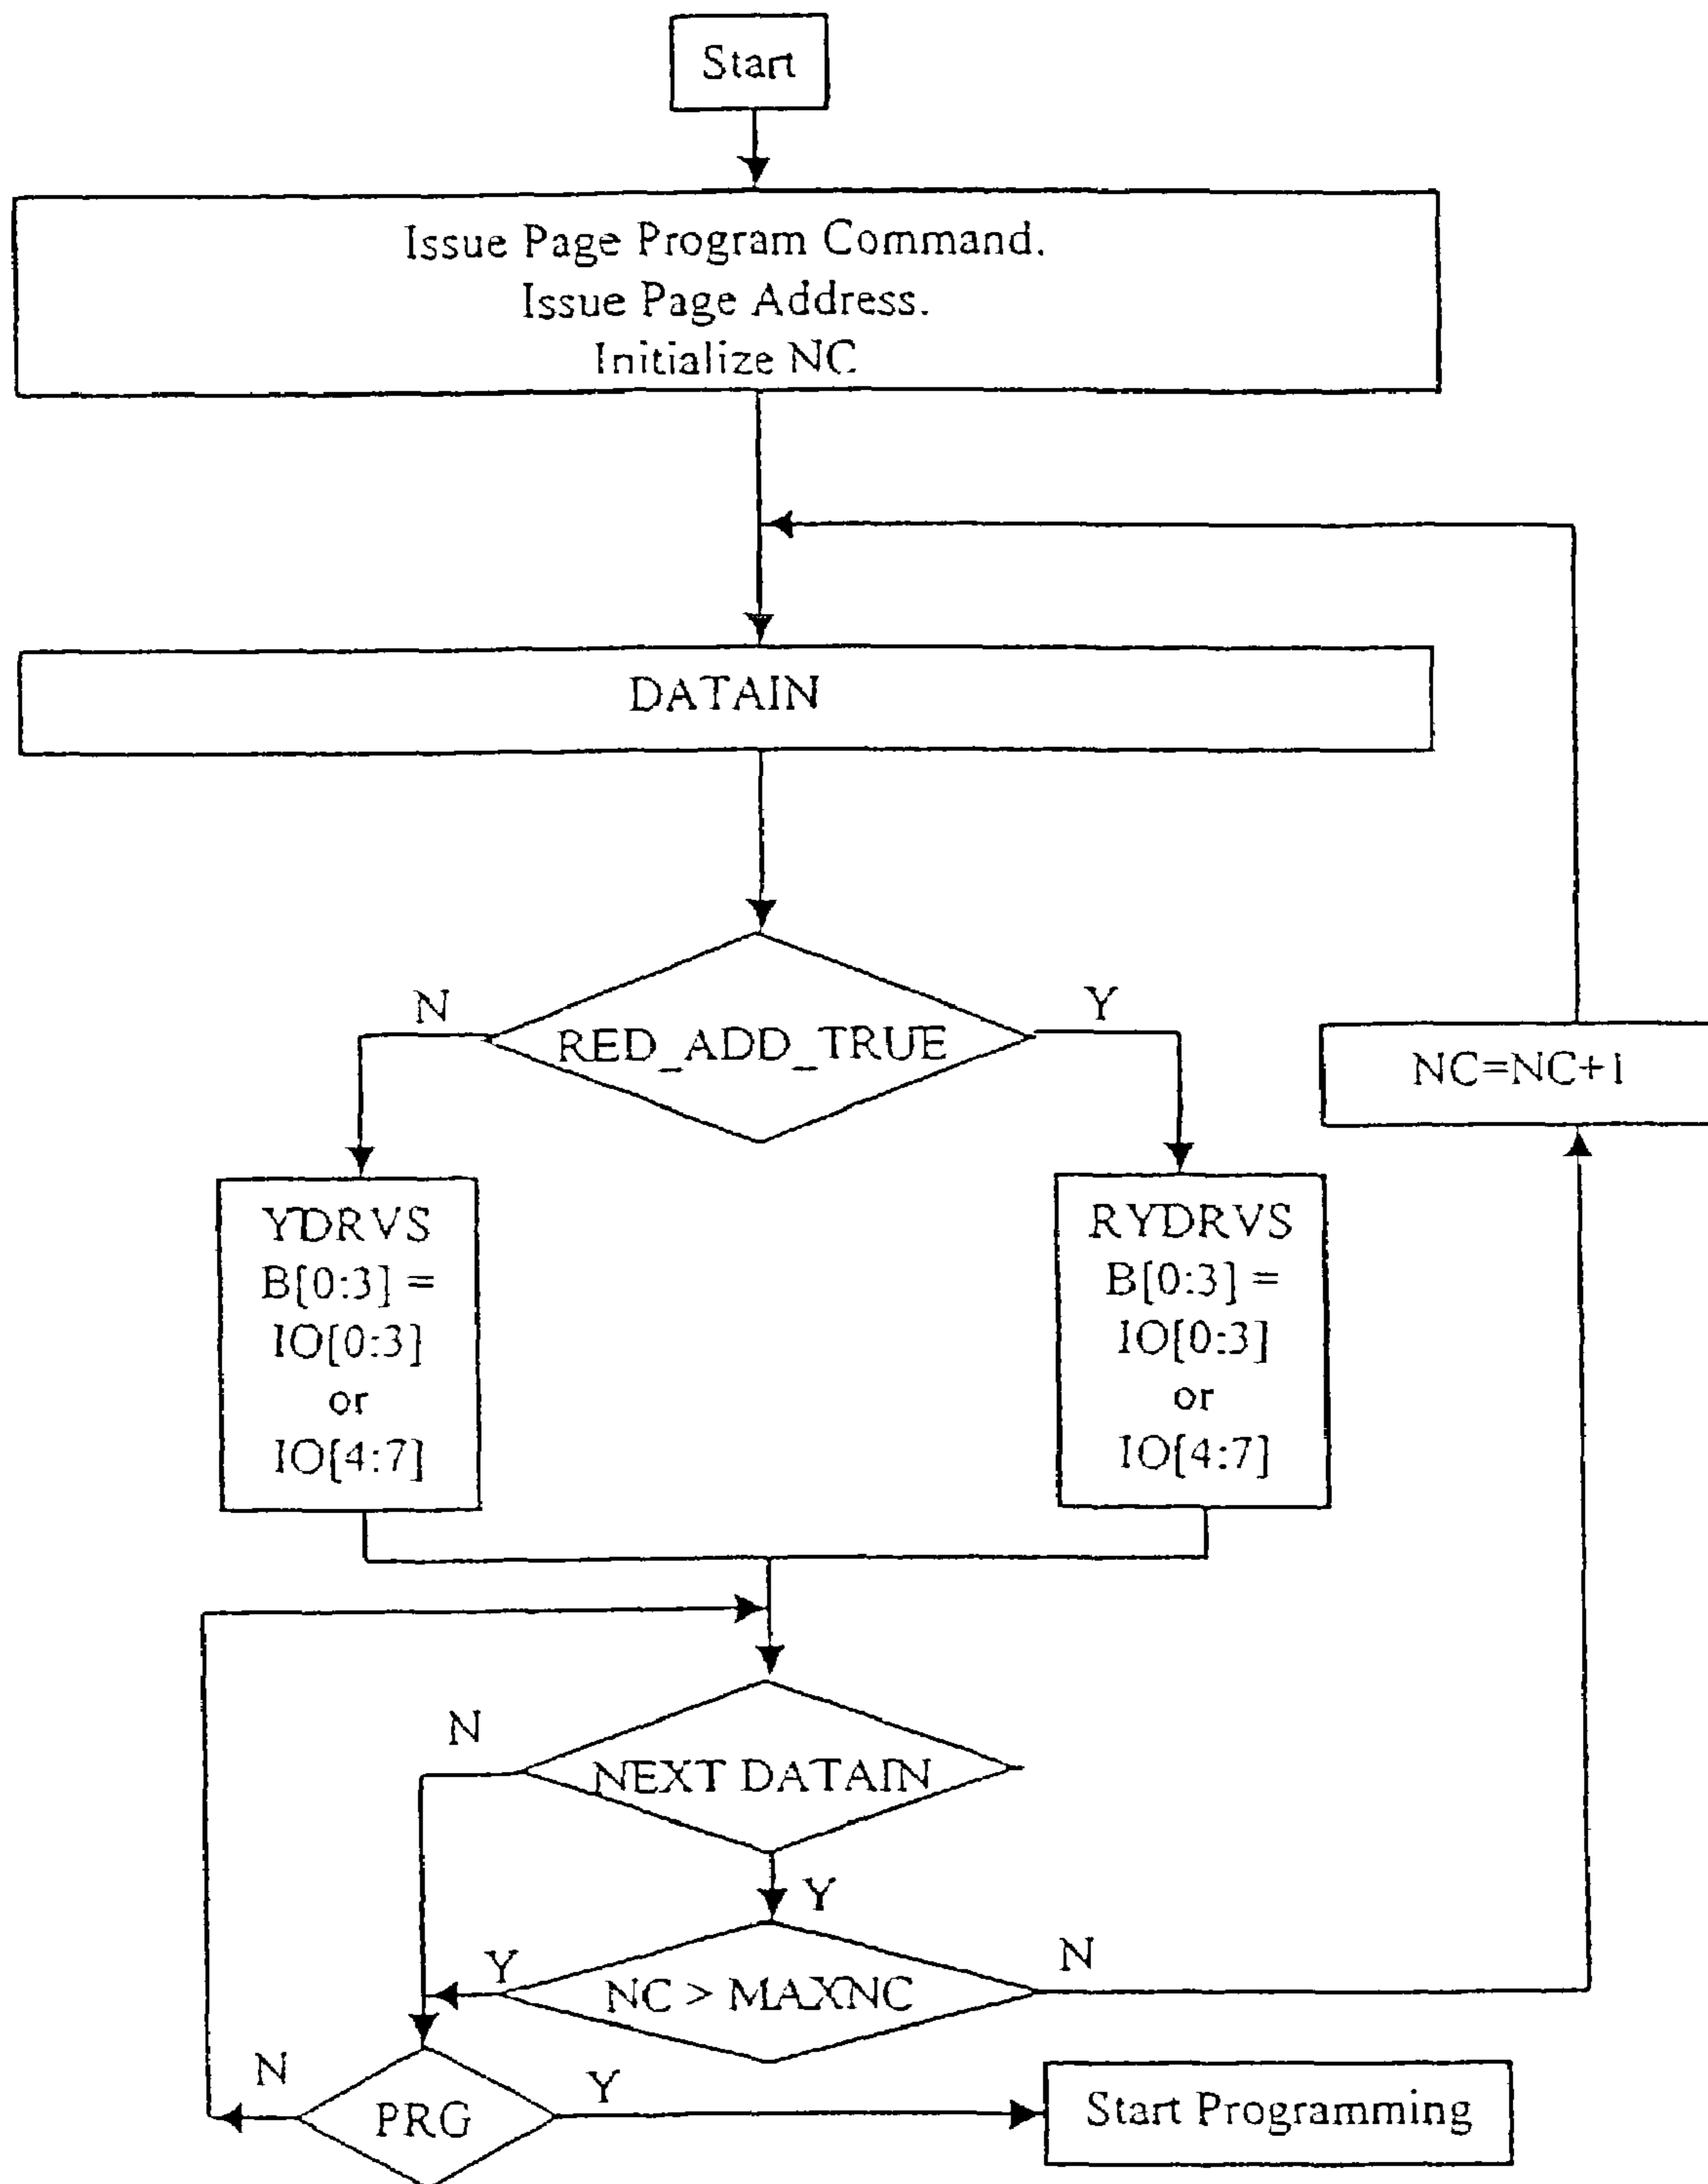 Start
Issue Page Program Command.
Issue Page Address.
Initialize NC
DATAIN
N
RED_ADD_TRUE
Y
NC=NC+1
YDRVS
B[0:3] =
IO[0:3]
or
IO[4:7]
RYDRVS
B[0:3] =
IO[0:3]
or
IO[4:7]
N
NEXT DATAIN
Y
Y
NC > MAXNC
N
N
PRG
Y
Start Programming